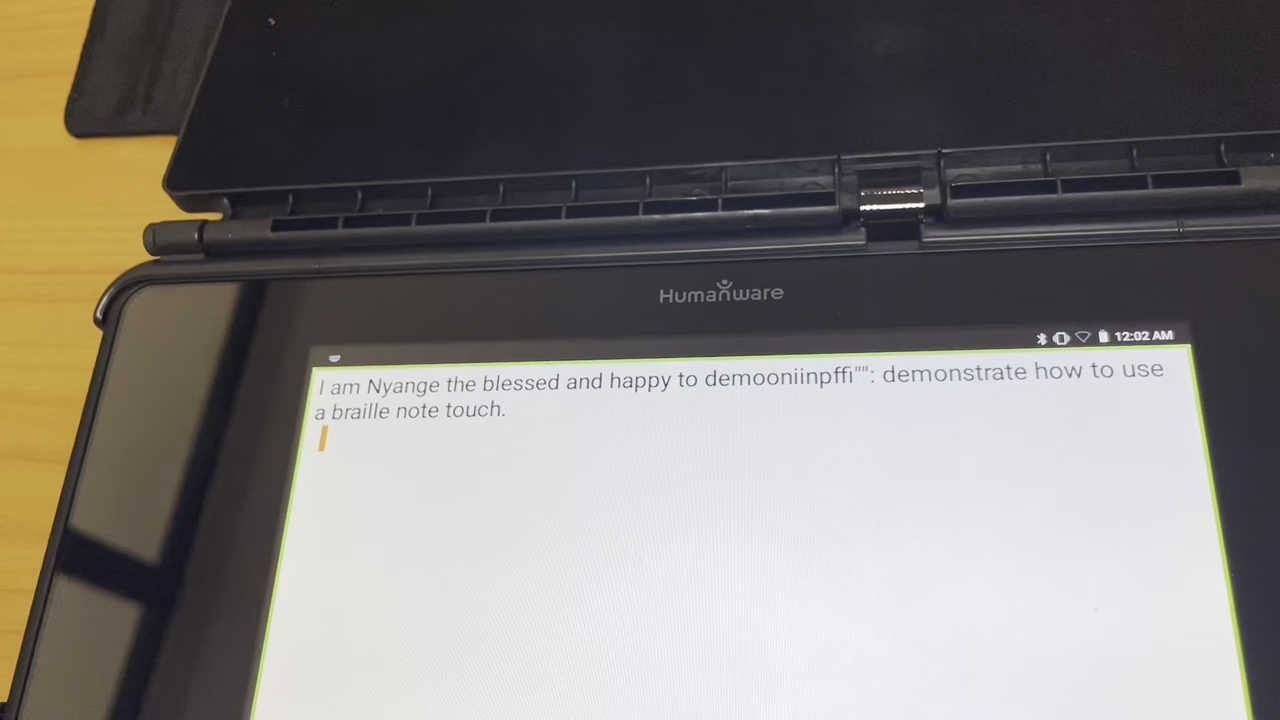 Humanware
12:02 AM
I am Nyange the blessed and happy to demooniinpffi"": demonstrate how to use
a braille note touch.